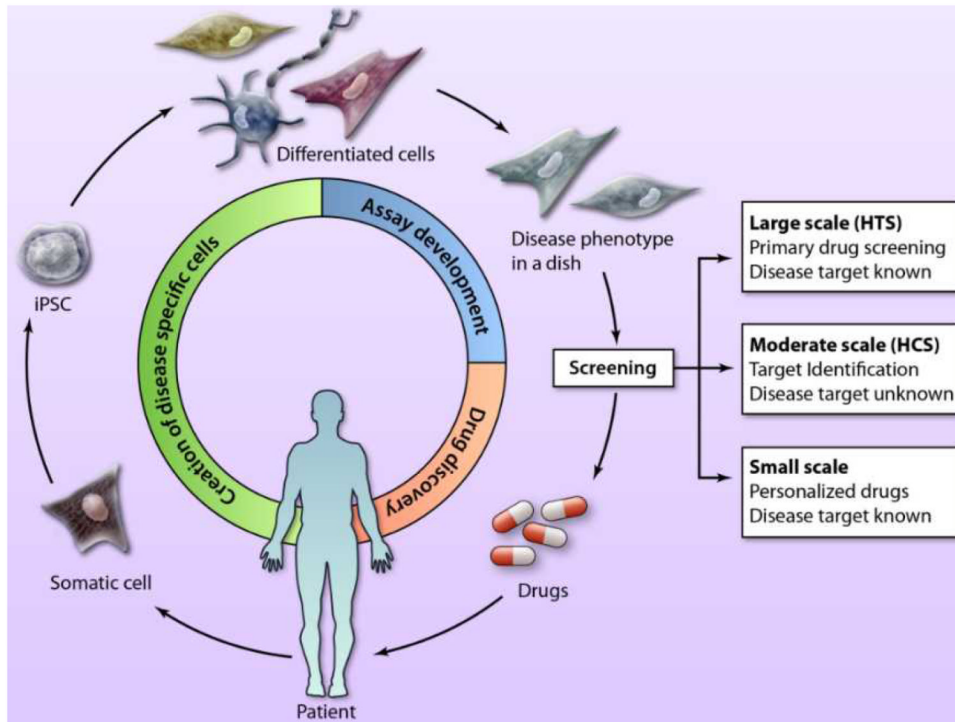 Differentiated cells
Disease phenotype
in a dish
iPSC
Somatic cell
Patient
Drugs
Screening
Creation of disease specific cells
Assay development
Drug discovery
Large scale (HTS)
Primary drug screening
Disease target known
Moderate scale (HCS)
Target Identification
Disease target unknown
Small scale
Personalized drugs
Disease target known